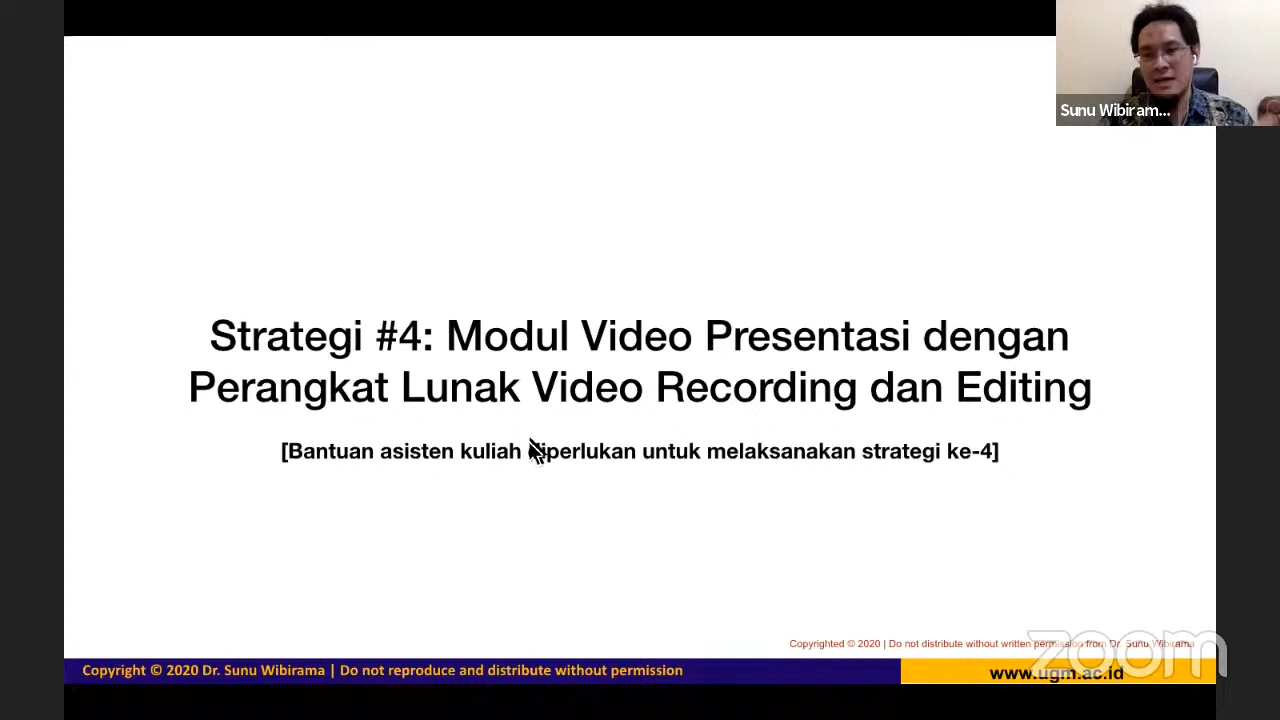 Sunu Wibiram...
Strategi #4: Modul Video Presentasi dengan
Perangkat Lunak Video Recording dan Editing
[Bantuan asisten kuliah diperlukan untuk melaksanakan strategi ke-4]
Copyrighted © 2020 | Do not distribute without written permission from Dr. Sunu Wibirama
zoom
Copyright © 2020 Dr. Sunu Wibirama | Do not reproduce and distribute without permission
www.ugm.ac.id